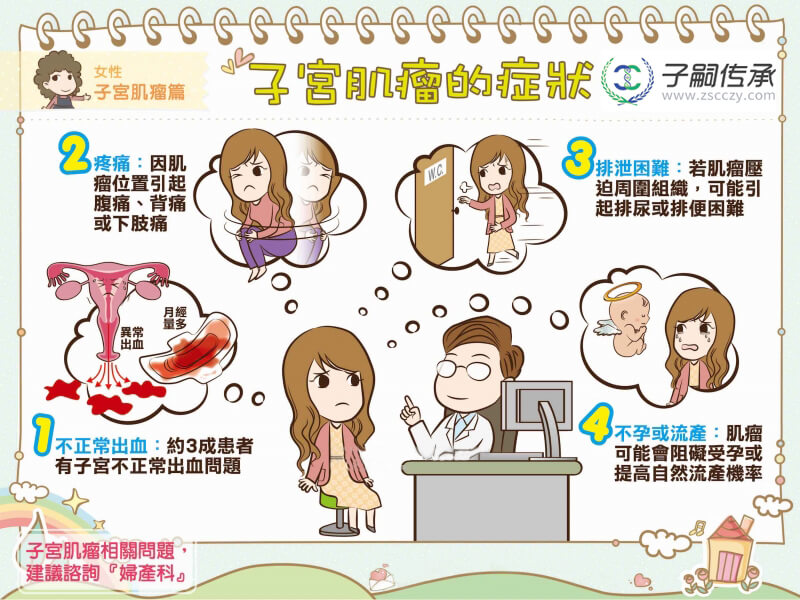 女性
子宮肌瘤篇
子宮肌瘤的症狀
子嗣传承
www.zscczy.com
2 疼痛：因肌
瘤位置引起
腹痛、背痛
或下肢痛
W.C.
3 排泄困難：若肌瘤壓
迫周圍組織，可能引
起排尿或排便困難
異常
出血
月經
量多
1 不正常出血：約3成患者
有子宮不正常出血問題
4 不孕或流產：肌瘤
可能會阻礙受孕或
提高自然流產機率
子宮肌瘤相關問題，
建議諮詢『婦產科』